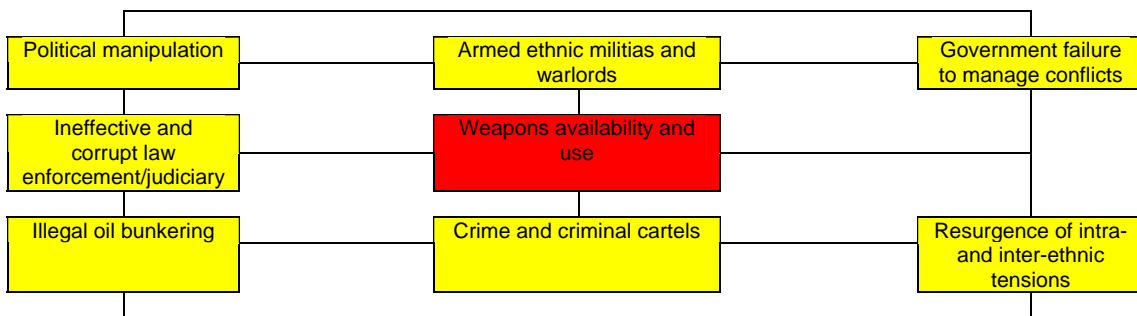 Political manipulation
Armed ethnic militias and
warlords
Government failure
to manage conflicts
Ineffective and
corrupt law
enforcement/judiciary
Weapons availability and
use
Illegal oil bunkering
Crime and criminal cartels
Resurgence of intra-
and inter-ethnic
tensions